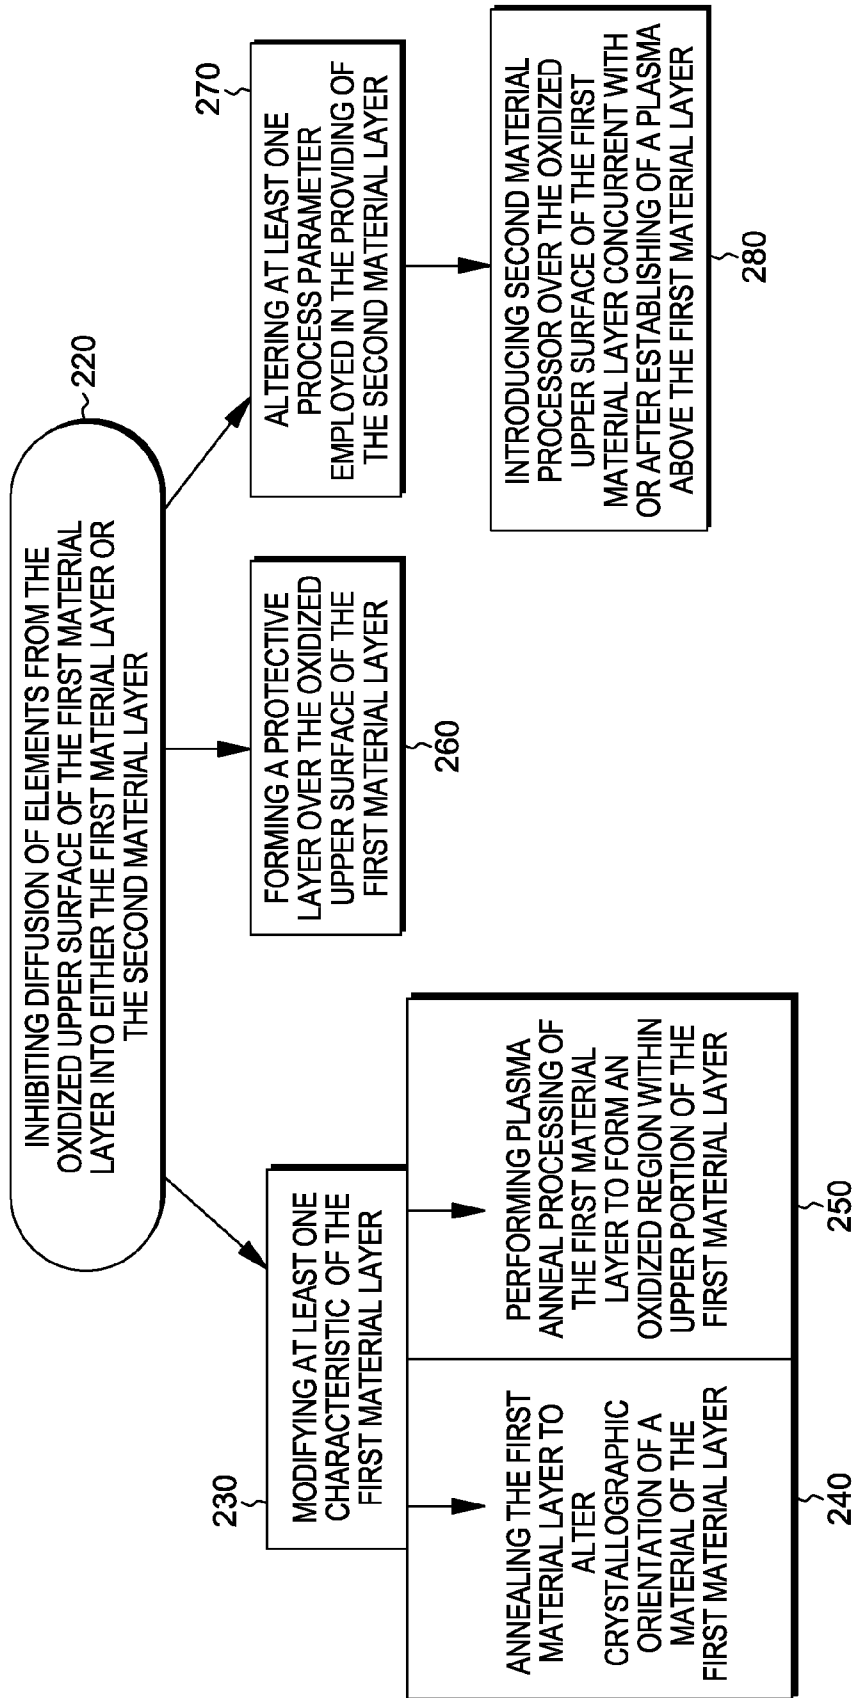 INHIBITING DIFFUSION OF ELEMENTS FROM THE
OXIDIZED UPPER SURFACE OF THE FIRST MATERIAL
LAYER INTO EITHER THE FIRST MATERIAL LAYER OR
THE SECOND MATERIAL LAYER
220
230
MODIFYING AT LEAST ONE
CHARACTERISTIC OF THE
FIRST MATERIAL LAYER
ANNEALING THE FIRST
MATERIAL LAYER TO
ALTER
CRYSTALLOGRAPHIC
ORIENTATION OF A
MATERIAL OF THE
FIRST MATERIAL LAYER
240
PERFORMING PLASMA
ANNEAL PROCESSING OF
THE FIRST MATERIAL
LAYER TO FORM AN
OXIDIZED REGION WITHIN
UPPER PORTION OF THE
FIRST MATERIAL LAYER
250
FORMING A PROTECTIVE
LAYER OVER THE OXIDIZED
UPPER SURFACE OF THE
FIRST MATERIAL LAYER
260
270
ALTERING AT LEAST ONE
PROCESS PARAMETER
EMPLOYED IN THE PROVIDING OF
THE SECOND MATERIAL LAYER
INTRODUCING SECOND MATERIAL
PROCESSOR OVER THE OXIDIZED
UPPER SURFACE OF THE FIRST
MATERIAL LAYER CONCURRENT WITH
OR AFTER ESTABLISHING OF A PLASMA
ABOVE THE FIRST MATERIAL LAYER
280